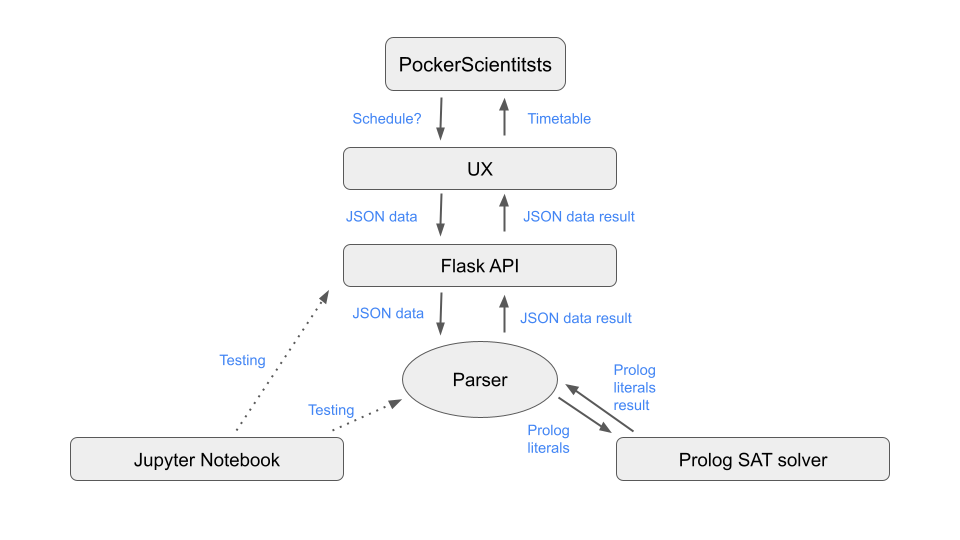 PockerScientitsts
Schedule?
Timetable
UX
JSON data
JSON data result
Flask API
JSON data
JSON data result
Testing
Parser
Prolog
literals
result
Testing
Prolog
literals
Jupyter Notebook
Prolog SAT solver